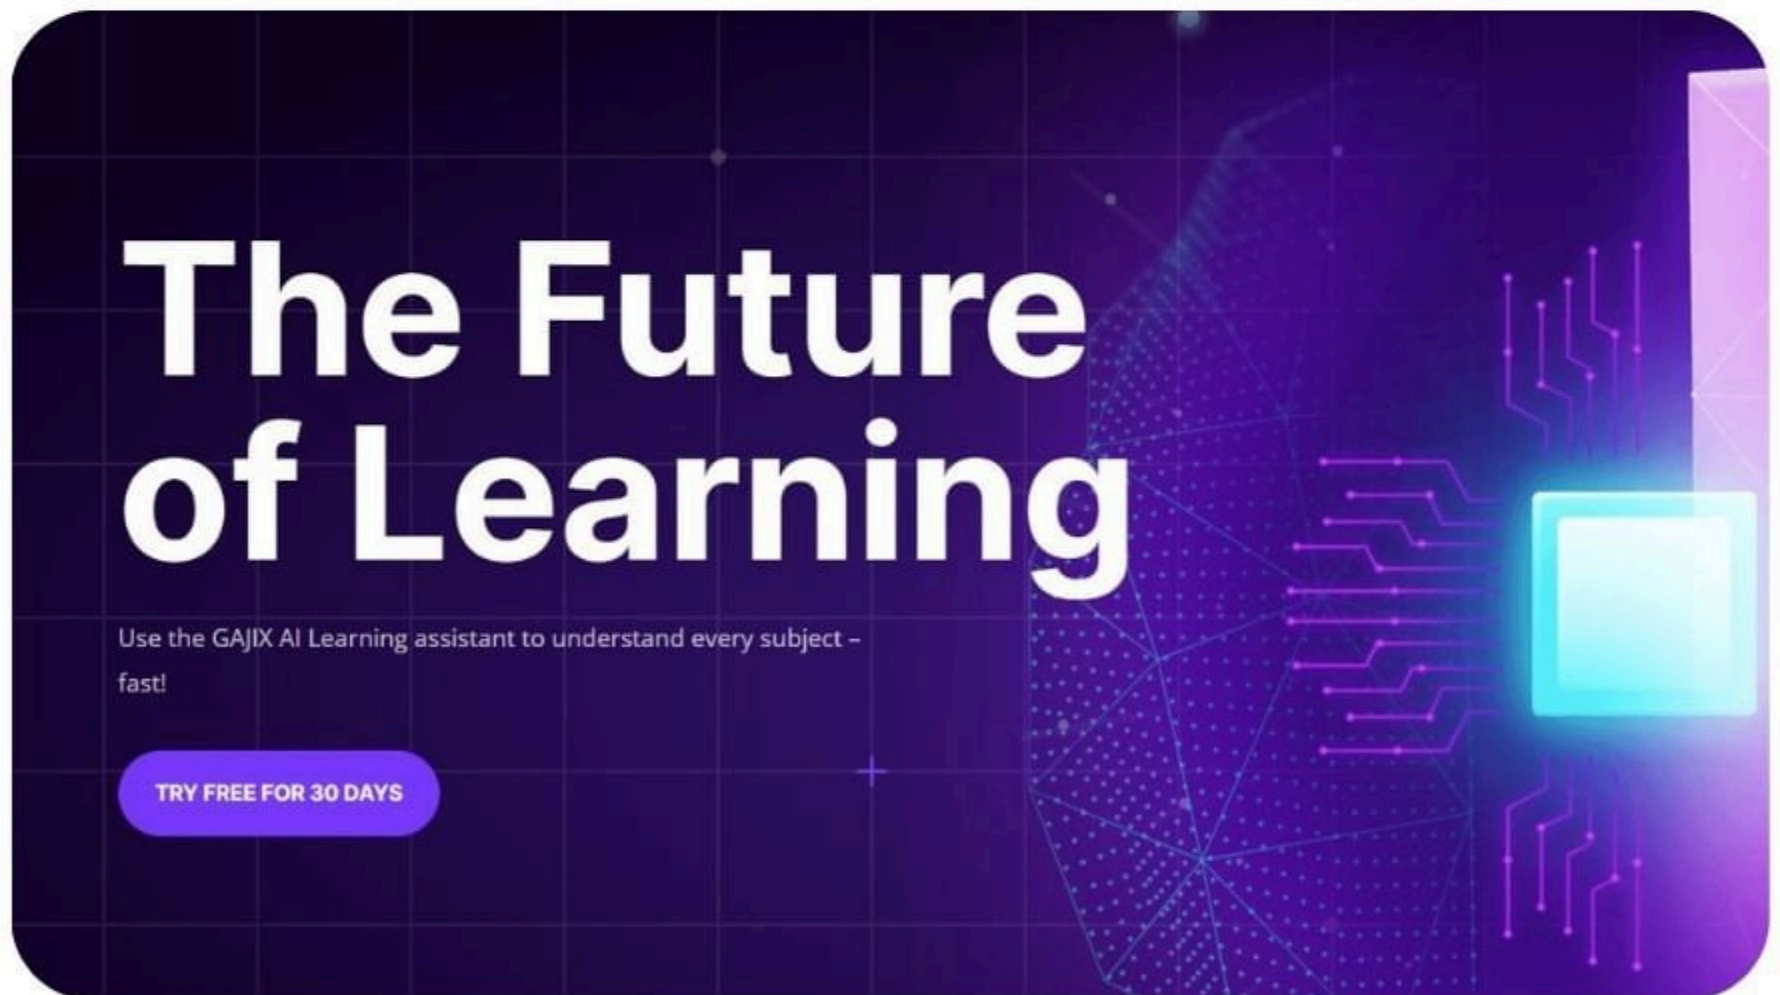 The Future
of Learning
Use the GAJIX AI Learning assistant to understand every subject –
fast!
TRY FREE FOR 30 DAYS